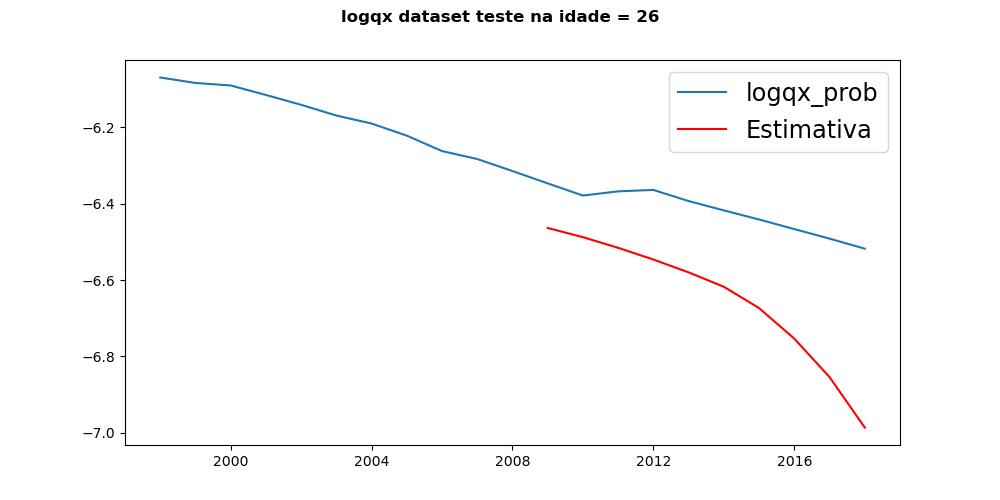 logqx dataset teste na idade = 26
logqx_prob
Estimativa
−6.2
−6.4
−6.6
−6.8
−7.0
2000 2004 2008 2012 2016